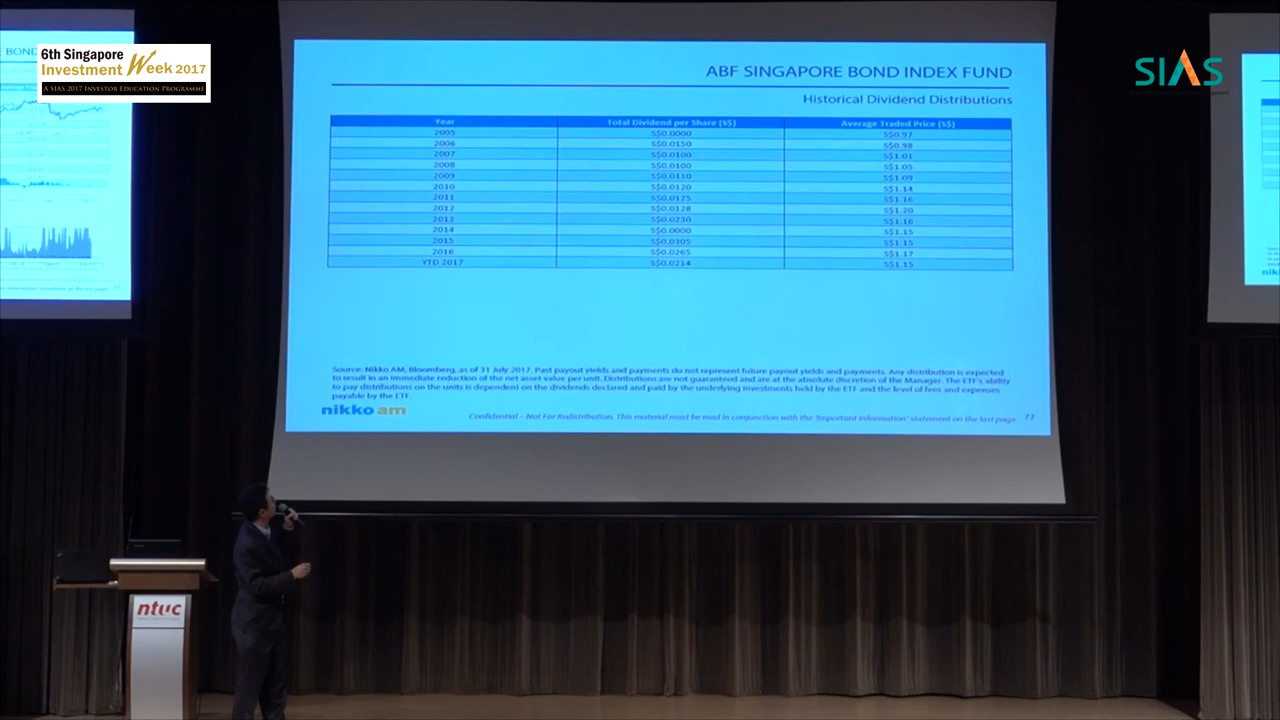 6th Singapore
Investment Week 2017
A SIAS 2017 INVESTOR EDUCATION PROGRAMME
SIAS
E BOND
ABF SINGAPORE BOND INDEX FUND
Historical Dividend Distributions
Year Total Dividend per Share (S$) Average Traded Price (S$)
2005 S$0.0000 S$0.97
2006 S$0.0150 S$0.98
2007 S$0.0100 S$1.01
2008 S$0.0100 S$1.05
2009 S$0.0110 S$1.09
2010 S$0.0120 S$1.14
2011 S$0.0125 S$1.16
2012 S$0.0128 S$1.20
2013 S$0.0230 S$1.16
2014 S$0.0000 S$1.15
2015 S$0.0305 S$1.15
2016 S$0.0265 S$1.17
YTD 2017 S$0.0214 S$1.15
Source: Nikko AM, Bloomberg, as of 31 July 2017. Past payout yields and payments do not represent future payout yields and payments. Any distribution is expected
to result in an immediate reduction of the net asset value per unit. Distributions are not guaranteed and are at the absolute discretion of the Manager. The ETF's ability
to pay distributions on the units is dependent on the dividends declared and paid by the underlying investments held by the ETF and the level of fees and expenses
payable by the ETF.
nikko am
Confidential – Not For Redistribution. This material must be read in conjunction with the 'Important Information' statement on the last page 73
statement on the last page
nik
ntuc